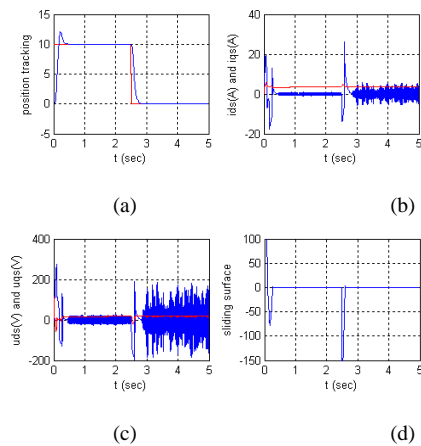 15
10
5
0
-5
0 1 2 3 4 5
position tracking
t (sec)
(a)
40
20
0
-20
0 1 2 3 4 5
ids(A) and iqs(A)
t (sec)
(b)
400
200
0
-200
0 1 2 3 4 5
uds(V) and uqs(V)
t (sec)
(c)
100
50
0
-50
-100
-150
0 1 2 3 4 5
sliding surface
t (sec)
(d)